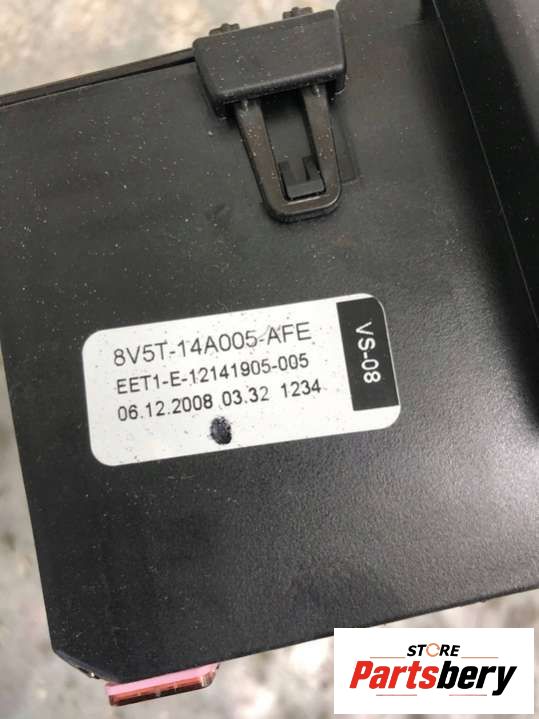 8V5T-14A005-AFE
EET1-E-12141905-005
06.12.2008 03.32 1234
VS-08
STORE
Partsbery